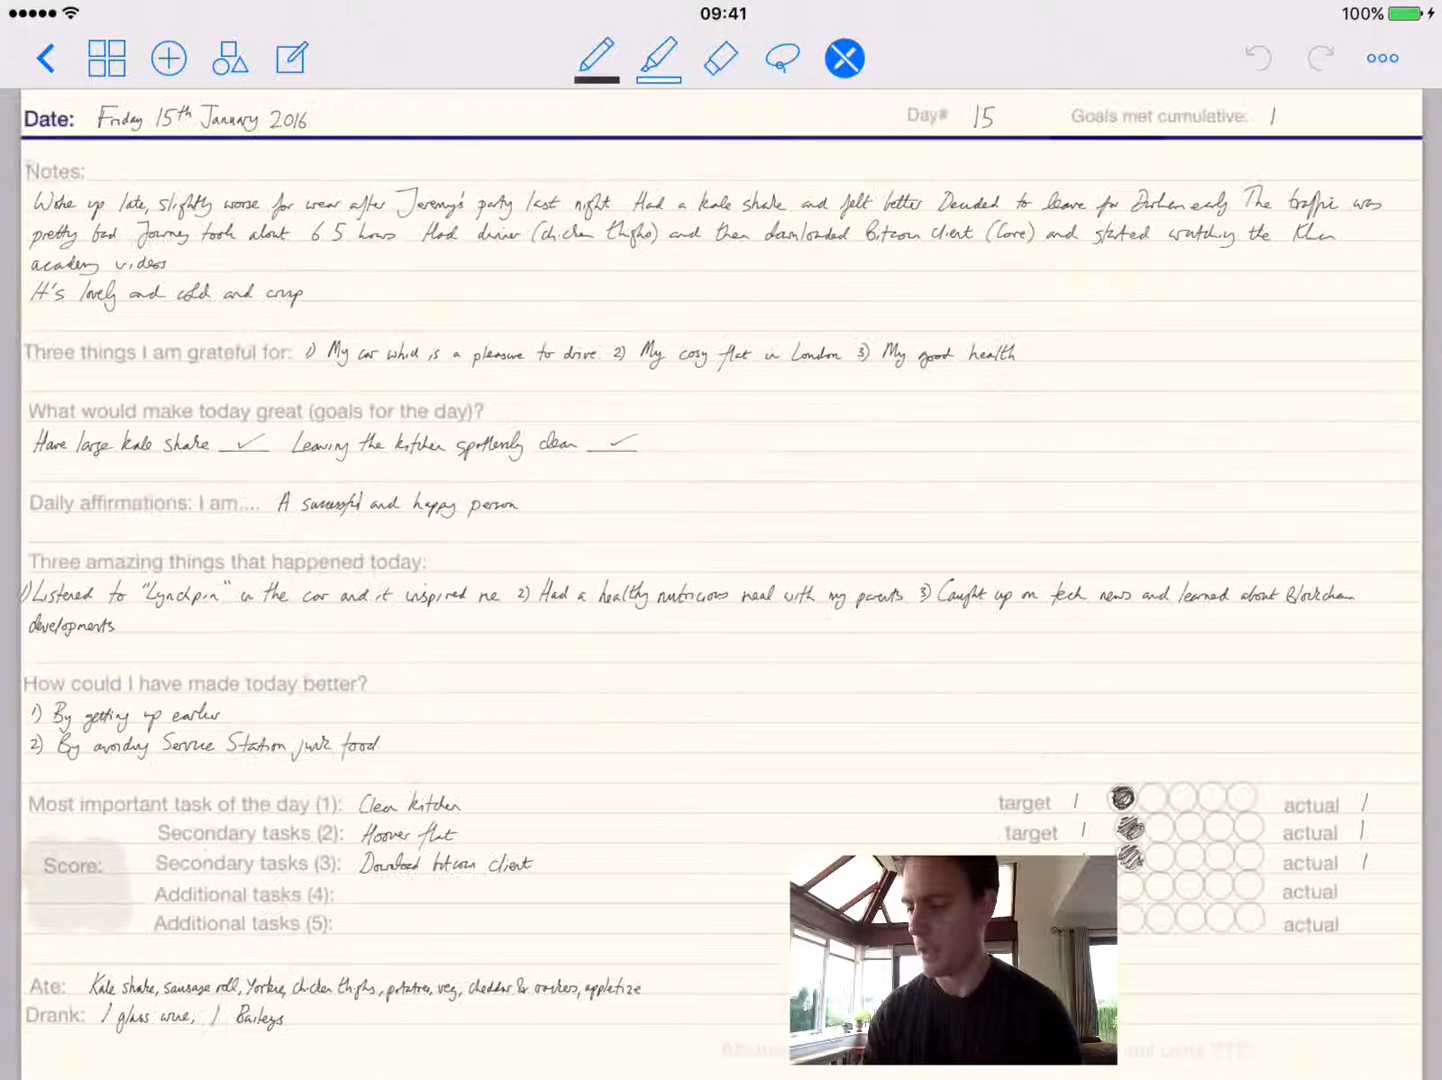 09:41
100%
Date: Friday 15th January 2016 Day# 15 Goals met cumulative: 1
Notes:
Woke up late, slightly worse for wear after Jeremy's party last night Had a kale shake and felt better Decided to leave for Durham early The traffic was
pretty bad Journey took about 6.5 hours Had dinner (chicken thighs) and then downloaded Bitcoin client (Core) and started watching the Khan
academy videos
It's lovely and cold and crisp
Three things I am grateful for: 1) My car which is a pleasure to drive. 2) My cosy flat in London 3) My good health
What would make today great (goals for the day)?
Have large kale shake ✓ Leaving the kitchen spotlessly clean ✓
Daily affirmations: I am.... A successful and happy person
Three amazing things that happened today:
1) Listened to "Lynchpin" in the car and it inspired me 2) Had a healthy nutricious meal with my parents. 3) Caught up on tech news and learned about Blockchain
developments
How could I have made today better?
1) By getting up earlier
2) By avoiding Service Station junk food.
Most important task of the day (1): Clean kitchen target 1 actual 1
Secondary tasks (2): Hoover flat target 1 actual 1
Score: Secondary tasks (3): Download bitcoin client actual 1
Additional tasks (4): actual
Additional tasks (5): actual
Ate: Kale shake, sausage roll, Yorkie, chicken thighs, potatoes, veg, cheddar & crackers, appletize
Drank: 1 glass wine, 1 Baileys